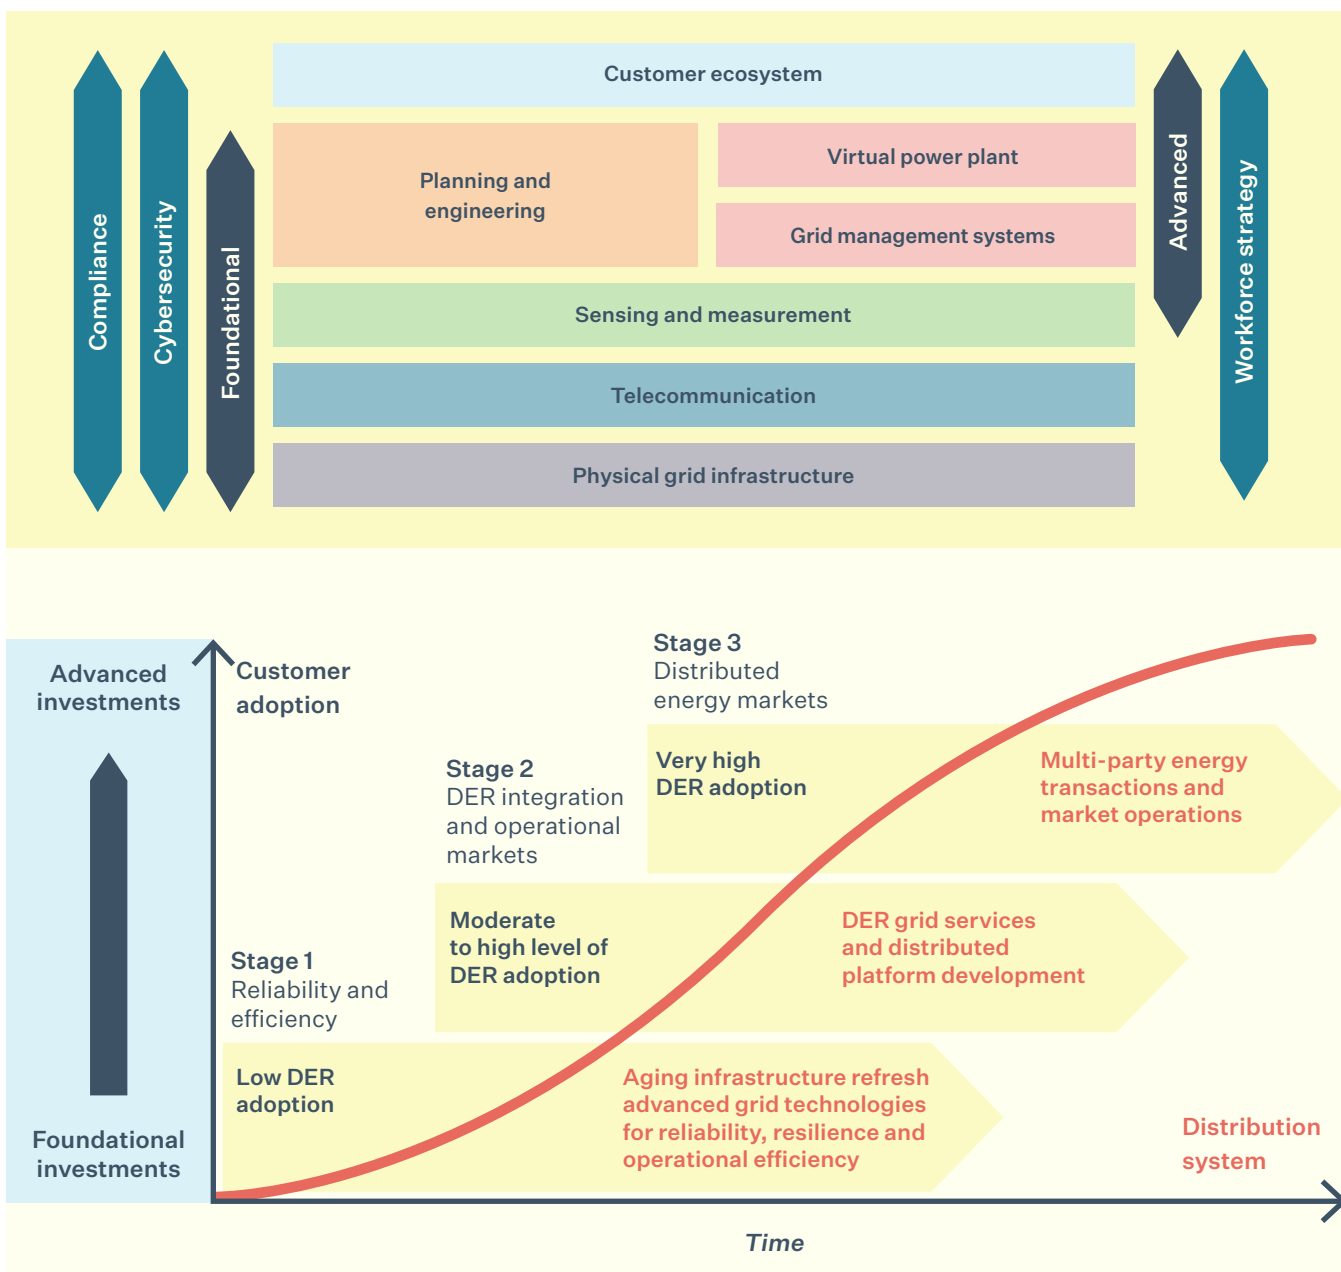 Compliance
Cybersecurity
Foundational
Customer ecosystem
Planning and
engineering
Virtual power plant
Grid management systems
Sensing and measurement
Telecommunication
Physical grid infrastructure
Advanced
Workforce strategy
Advanced
investments
Foundational
investments
Customer
adoption
Stage 1
Reliability and
efficiency
Low DER
adoption
Aging infrastructure refresh
advanced grid technologies
for reliability, resilience and
operational efficiency
Stage 2
DER integration
and operational
markets
Moderate
to high level of
DER adoption
DER grid services
and distributed
platform development
Stage 3
Distributed
energy markets
Very high
DER adoption
Multi-party energy
transactions and
market operations
Distribution
system
Time